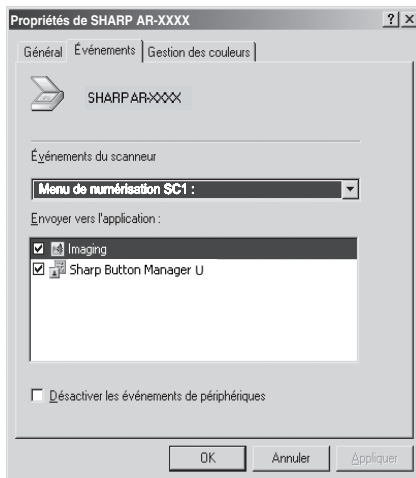 Propriétés de SHARP AR-XXXX
Général Événements Gestion des couleurs
SHARP AR-XXXX
Événements du scanneur
Menu de numérisation SC1 :
Envoyer vers l'application :
Imaging
Sharp Button Manager U
Désactiver les événements de périphériques
OK Annuler Appliquer